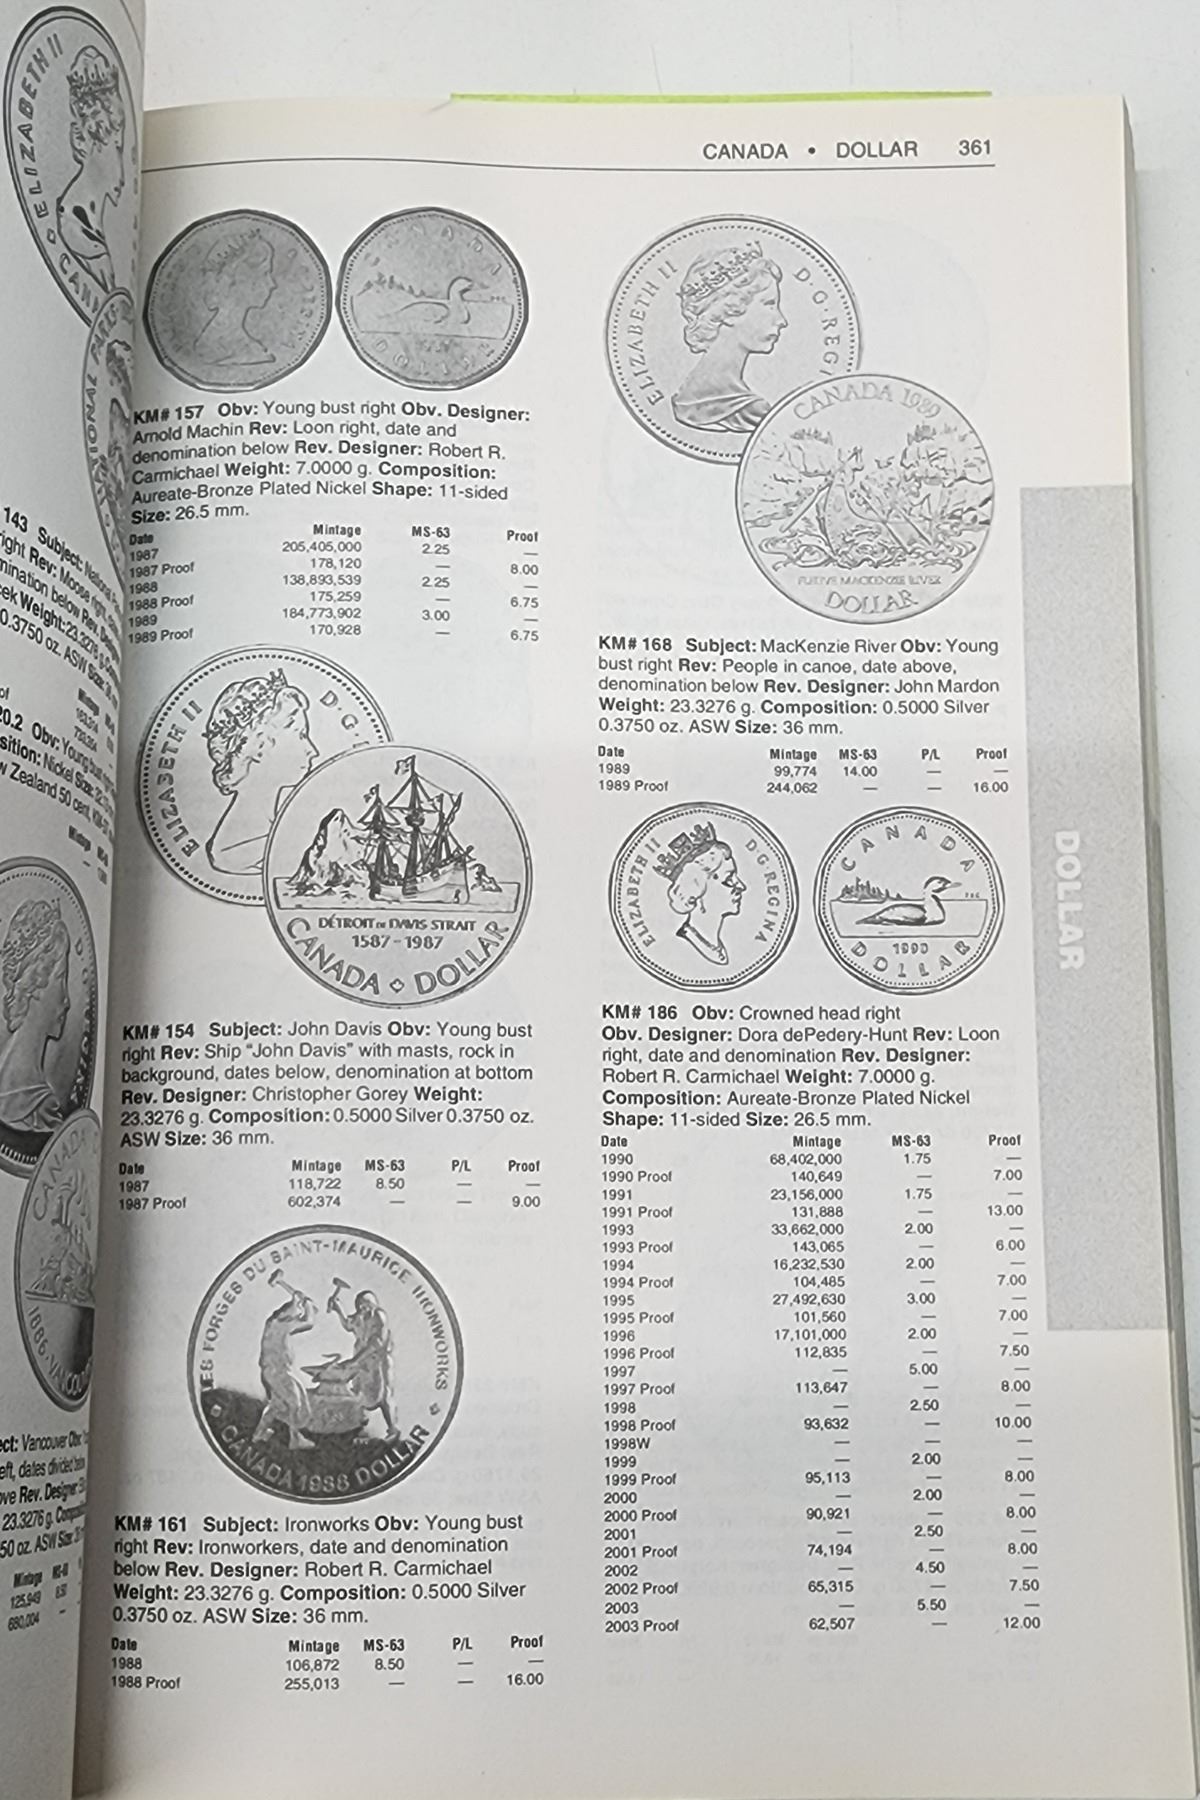 CANADA • DOLLAR 361
KM# 157 Obv: Young bust right Obv. Designer:
Arnold Machin Rev: Loon right, date and
denomination below Rev. Designer: Robert R.
Carmichael Weight: 7.0000 g. Composition:
Aureate-Bronze Plated Nickel Shape: 11-sided
Size: 26.5 mm.
Date Mintage MS-63 Proof
1987 205,405,000 2.25 —
1987 Proof 178,120 — 8.00
1988 138,893,539 2.25 —
1988 Proof 175,259 — 6.75
1989 184,773,902 3.00 —
1989 Proof 170,928 — 6.75
ELIZABETH II D·G·
DÉTROIT DE DAVIS STRAIT
1587-1987
CANADA DOLLAR
KM# 154 Subject: John Davis Obv: Young bust
right Rev: Ship "John Davis" with masts, rock in
background, dates below, denomination at bottom
Rev. Designer: Christopher Gorey Weight:
23.3276 g. Composition: 0.5000 Silver 0.3750 oz.
ASW Size: 36 mm.
Date Mintage MS-63 P/L Proof
1987 118,722 8.50 — —
1987 Proof 602,374 — — 9.00
LES FORGES DU SAINT-MAURICE IRONWORKS
CANADA 1988 DOLLAR
KM# 161 Subject: Ironworks Obv: Young bust
right Rev: Ironworkers, date and denomination
below Rev. Designer: Robert R. Carmichael
Weight: 23.3276 g. Composition: 0.5000 Silver
0.3750 oz. ASW Size: 36 mm.
Date Mintage MS-63 P/L Proof
1988 106,872 8.50 — —
1988 Proof 255,013 — — 16.00
ELIZABETH II D·G·REGI
CANADA 1989
DOLLAR
KM# 168 Subject: MacKenzie River Obv: Young
bust right Rev: People in canoe, date above,
denomination below Rev. Designer: John Mardon
Weight: 23.3276 g. Composition: 0.5000 Silver
0.3750 oz. ASW Size: 36 mm.
Date Mintage MS-63 P/L Proof
1989 99,774 14.00 — —
1989 Proof 244,062 — — 16.00
ELIZABETH II D·G·REGINA
CANADA
1990
DOLLAR
KM# 186 Obv: Crowned head right
Obv. Designer: Dora dePedery-Hunt Rev: Loon
right, date and denomination Rev. Designer:
Robert R. Carmichael Weight: 7.0000 g.
Composition: Aureate-Bronze Plated Nickel
Shape: 11-sided Size: 26.5 mm.
Date Mintage MS-63 Proof
1990 68,402,000 1.75 —
1990 Proof 140,649 — 7.00
1991 23,156,000 1.75 —
1991 Proof 131,888 — 13.00
1993 33,662,000 2.00 —
1993 Proof 143,065 — 6.00
1994 16,232,530 2.00 —
1994 Proof 104,485 — 7.00
1995 27,492,630 3.00 —
1995 Proof 101,560 — 7.00
1996 17,101,000 2.00 —
1996 Proof 112,835 — 7.50
1997 — 5.00 —
1997 Proof 113,647 — 8.00
1998 — 2.50 —
1998 Proof 93,632 — 10.00
1998W — — —
1999 — 2.00 —
1999 Proof 95,113 — 8.00
2000 — 2.00 —
2000 Proof 90,921 — 8.00
2001 — 2.50 —
2001 Proof 74,194 — 8.00
2002 — 4.50 —
2002 Proof 65,315 — 7.50
2003 — 5.50 —
2003 Proof 62,507 — 12.00
DOLLAR
ELIZABETH II